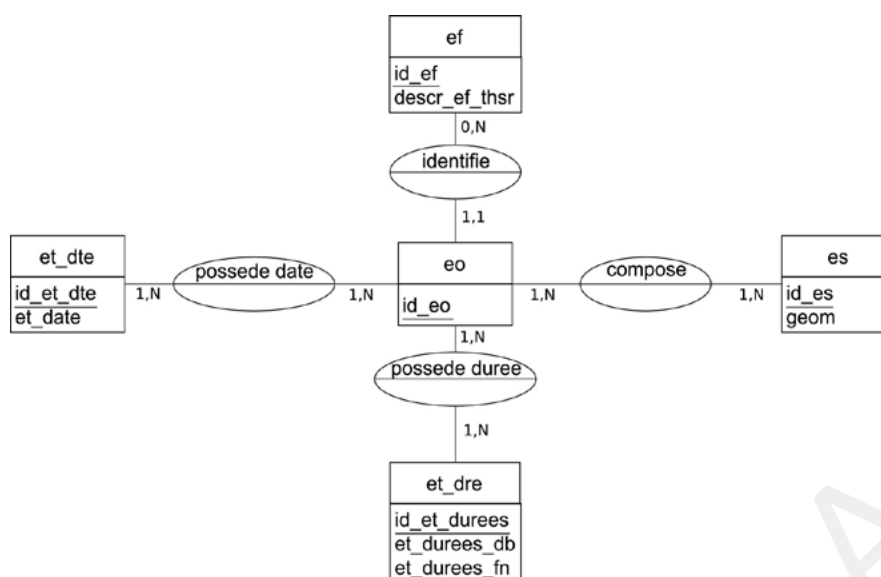 ef
id_ef
descr_ef_thsr
0,N
identifie
1,1
et_dte
id_et_dte
et_date
1,N
possede date
1,N
eo
id_eo
1,N
compose
1,N
es
id_es
geom
1,N
possede duree
1,N
et_dre
id_et_durees
et_durees_db
et_durees_fn